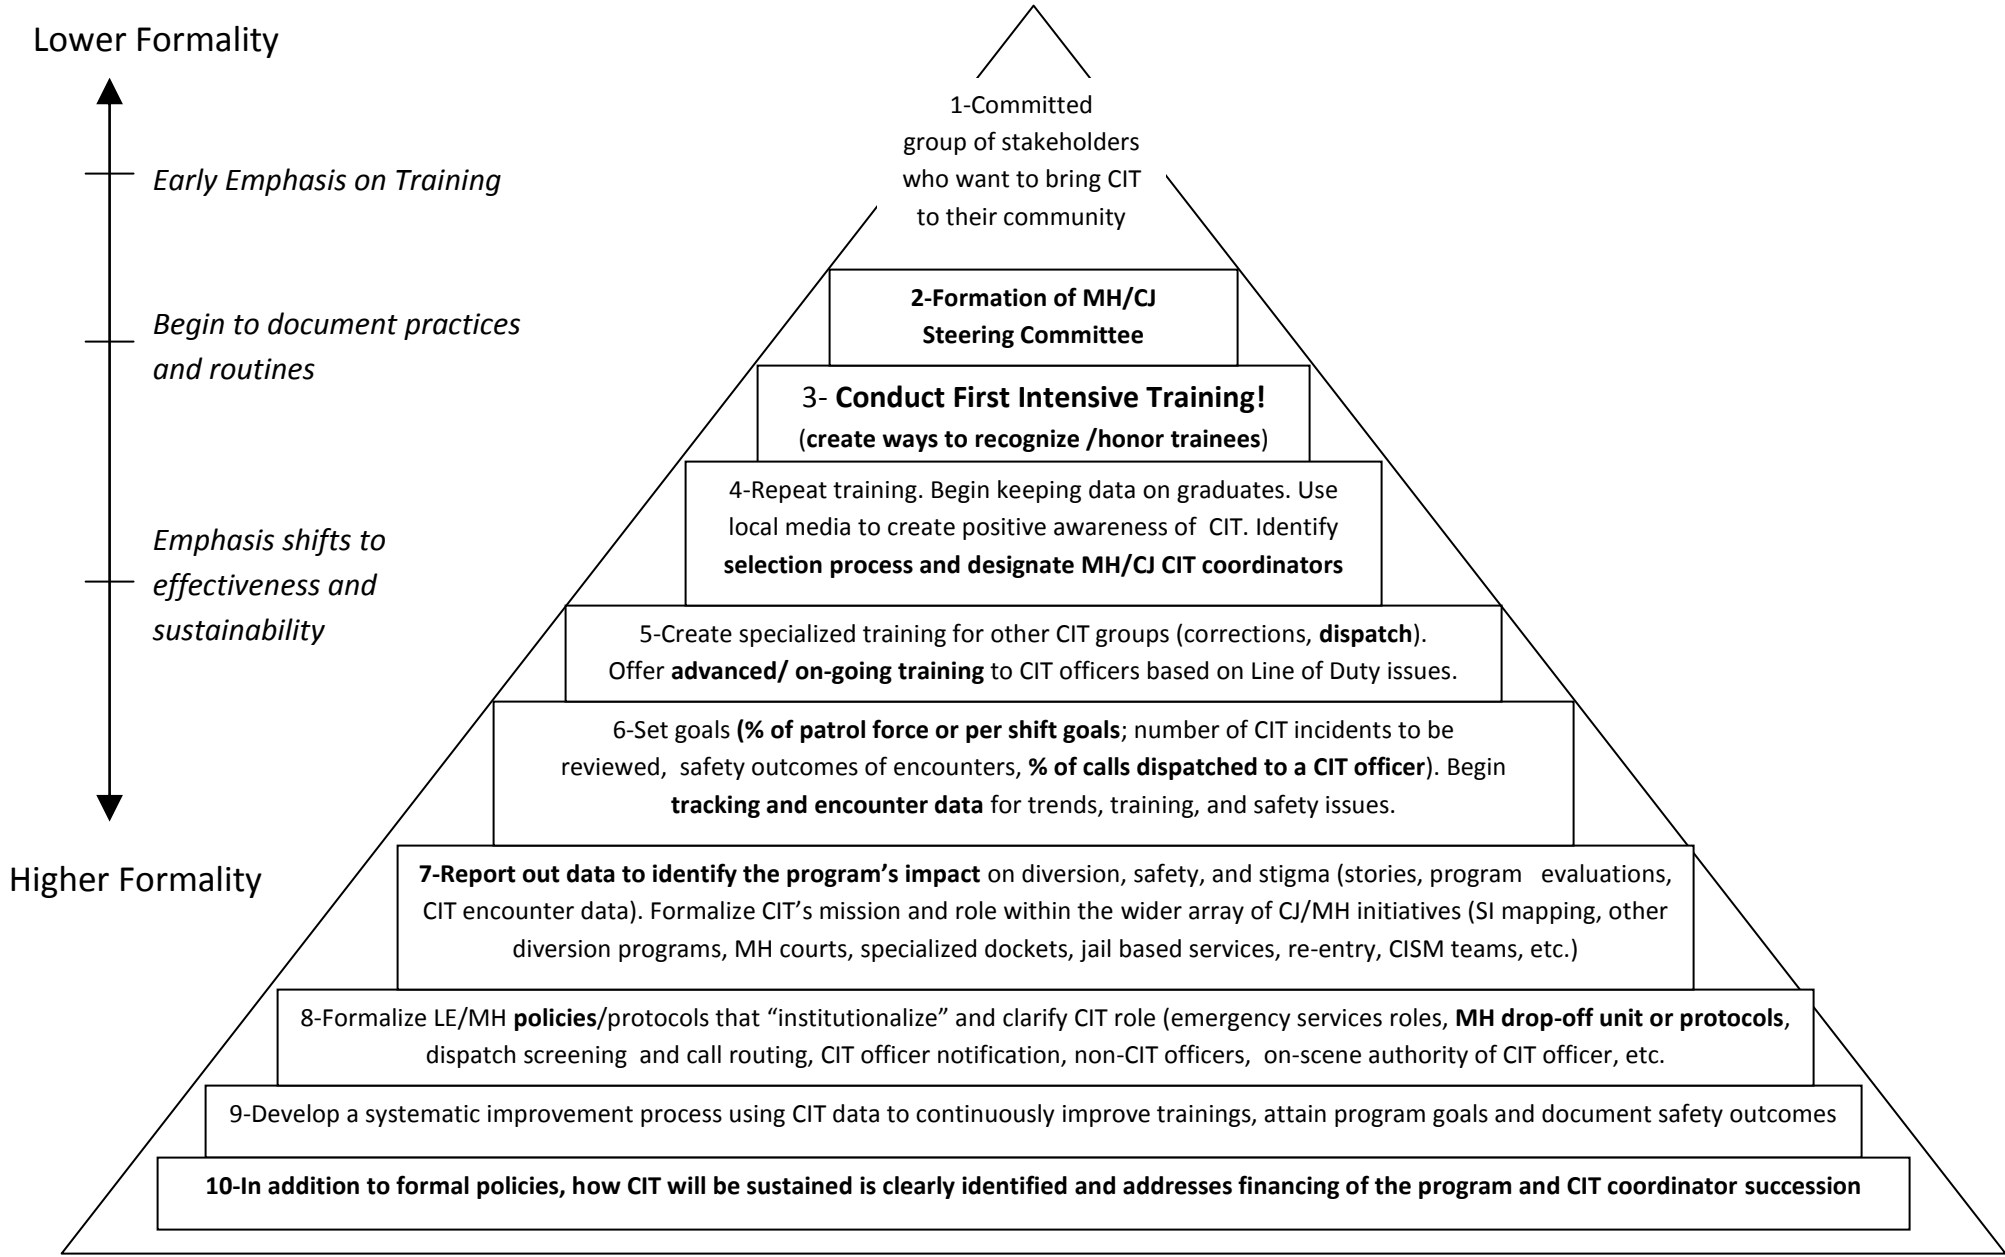 Lower Formality
Early Emphasis on Training
Begin to document practices
and routines
Emphasis shifts to
effectiveness and
sustainability
Higher Formality
1-Committed
group of stakeholders
who want to bring CIT
to their community
2-Formation of MH/CJ
Steering Committee
3- Conduct First Intensive Training!
(create ways to recognize /honor trainees)
4-Repeat training. Begin keeping data on graduates. Use
local media to create positive awareness of CIT. Identify
selection process and designate MH/CJ CIT coordinators
5-Create specialized training for other CIT groups (corrections, dispatch).
Offer advanced/ on-going training to CIT officers based on Line of Duty issues.
6-Set goals (% of patrol force or per shift goals; number of CIT incidents to be
reviewed, safety outcomes of encounters, % of calls dispatched to a CIT officer). Begin
tracking and encounter data for trends, training, and safety issues.
7-Report out data to identify the program’s impact on diversion, safety, and stigma (stories, program evaluations,
CIT encounter data). Formalize CIT’s mission and role within the wider array of CJ/MH initiatives (SI mapping, other
diversion programs, MH courts, specialized dockets, jail based services, re-entry, CISM teams, etc.)
8-Formalize LE/MH policies/protocols that “institutionalize” and clarify CIT role (emergency services roles, MH drop-off unit or protocols,
dispatch screening and call routing, CIT officer notification, non-CIT officers, on-scene authority of CIT officer, etc.
9-Develop a systematic improvement process using CIT data to continuously improve trainings, attain program goals and document safety outcomes
10-In addition to formal policies, how CIT will be sustained is clearly identified and addresses financing of the program and CIT coordinator succession